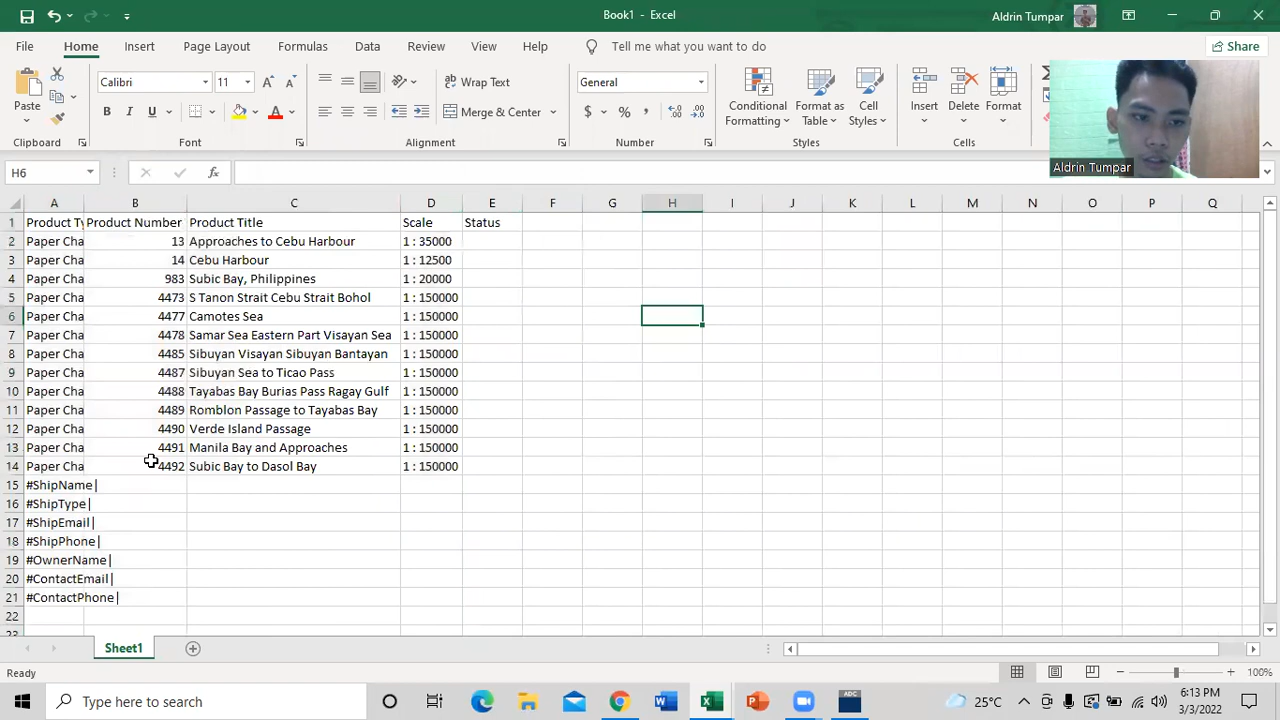 Book1 - Excel
Aldrin Tumpar
File Home Insert Page Layout Formulas Data Review View Help Tell me what you want to do Share
Paste
Calibri 11
B I U
Wrap Text
Merge & Center
General
$ % ,
Conditional Formatting
Format as Table
Cell Styles
Insert
Delete
Format
Clipboard Font Alignment Number Styles Cells
Aldrin Tumpar
H6
fx
A B C D E F G H I J K L M N O P Q
1 Product Ty Product Number Product Title Scale Status
2 Paper Cha 13 Approaches to Cebu Harbour 1 : 35000
3 Paper Cha 14 Cebu Harbour 1 : 12500
4 Paper Cha 983 Subic Bay, Philippines 1 : 20000
5 Paper Cha 4473 S Tanon Strait Cebu Strait Bohol 1 : 150000
6 Paper Cha 4477 Camotes Sea 1 : 150000
7 Paper Cha 4478 Samar Sea Eastern Part Visayan Sea 1 : 150000
8 Paper Cha 4485 Sibuyan Visayan Sibuyan Bantayan 1 : 150000
9 Paper Cha 4487 Sibuyan Sea to Ticao Pass 1 : 150000
10 Paper Cha 4488 Tayabas Bay Burias Pass Ragay Gulf 1 : 150000
11 Paper Cha 4489 Romblon Passage to Tayabas Bay 1 : 150000
12 Paper Cha 4490 Verde Island Passage 1 : 150000
13 Paper Cha 4491 Manila Bay and Approaches 1 : 150000
14 Paper Cha 4492 Subic Bay to Dasol Bay 1 : 150000
15 #ShipName|
16 #ShipType|
17 #ShipEmail|
18 #ShipPhone|
19 #OwnerName|
20 #ContactEmail|
21 #ContactPhone|
22
23
Sheet1
Ready
100%
Type here to search
ADC
25°C
6:13 PM
3/3/2022